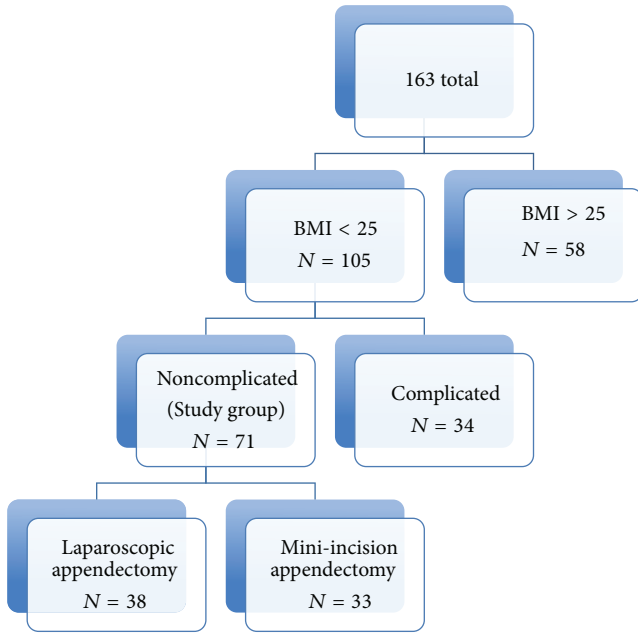 163 total
BMI < 25
N = 105
BMI > 25
N = 58
Noncomplicated
(Study group)
N = 71
Complicated
N = 34
Laparoscopic
appendectomy
N = 38
Mini-incision
appendectomy
N = 33